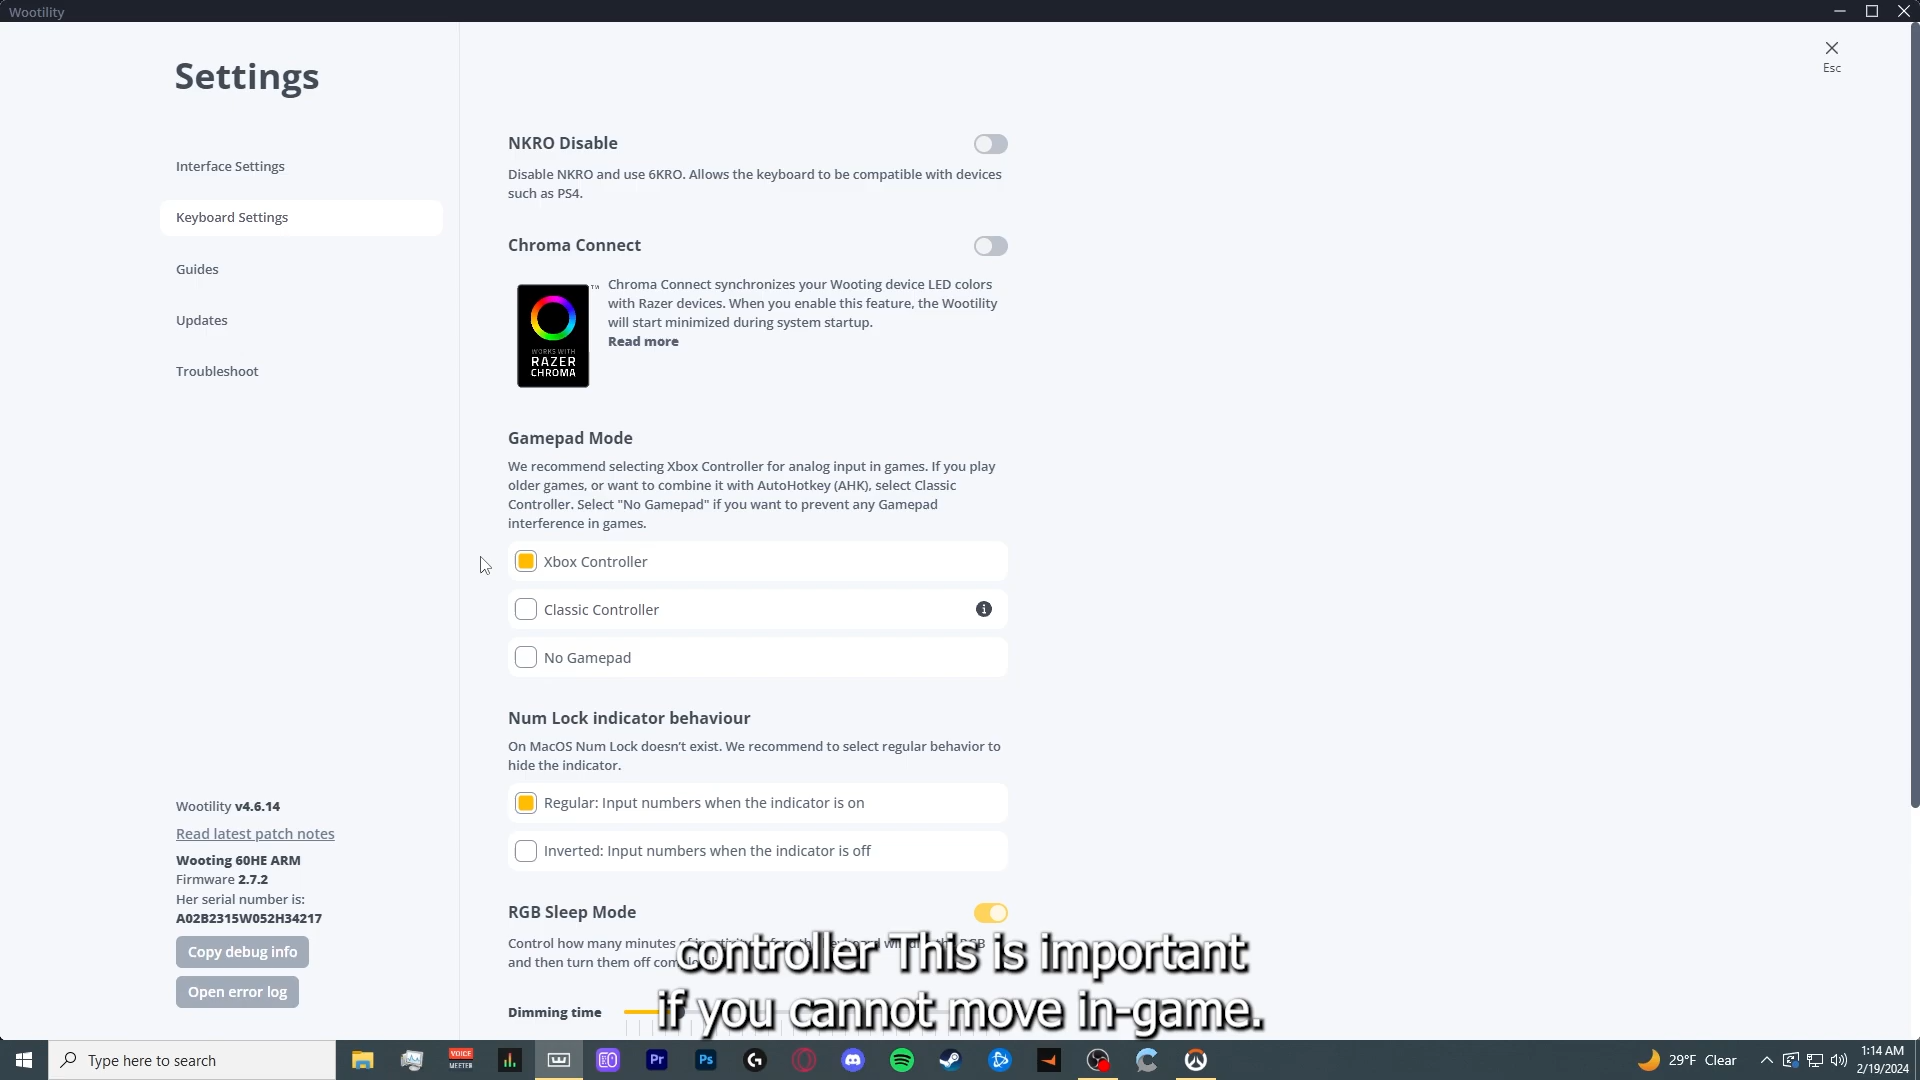 Wootility
Settings
Esc
Interface Settings
Keyboard Settings
Guides
Updates
Troubleshoot
NKRO Disable
Disable NKRO and use 6KRO. Allows the keyboard to be compatible with devices
such as PS4.
Chroma Connect
WORKS WITH
RAZER
CHROMA
™
Chroma Connect synchronizes your Wooting device LED colors
with Razer devices. When you enable this feature, the Wootility
will start minimized during system startup.
Read more
Gamepad Mode
We recommend selecting Xbox Controller for analog input in games. If you play
older games, or want to combine it with AutoHotkey (AHK), select Classic
Controller. Select "No Gamepad" if you want to prevent any Gamepad
interference in games.
Xbox Controller
Classic Controller
No Gamepad
Num Lock indicator behaviour
On MacOS Num Lock doesn't exist. We recommend to select regular behavior to
hide the indicator.
Regular: Input numbers when the indicator is on
Inverted: Input numbers when the indicator is off
RGB Sleep Mode
Control how many minutes
and then turn them off
Dimming time
Wootility v4.6.14
Read latest patch notes
Wooting 60HE ARM
Firmware 2.7.2
Her serial number is:
A02B2315W052H34217
Copy debug info
Open error log
controller This is important
if you cannot move in-game.
Type here to search
VOICE
MEETER
Pr
Ps
29°F Clear
1:14 AM
2/19/2024